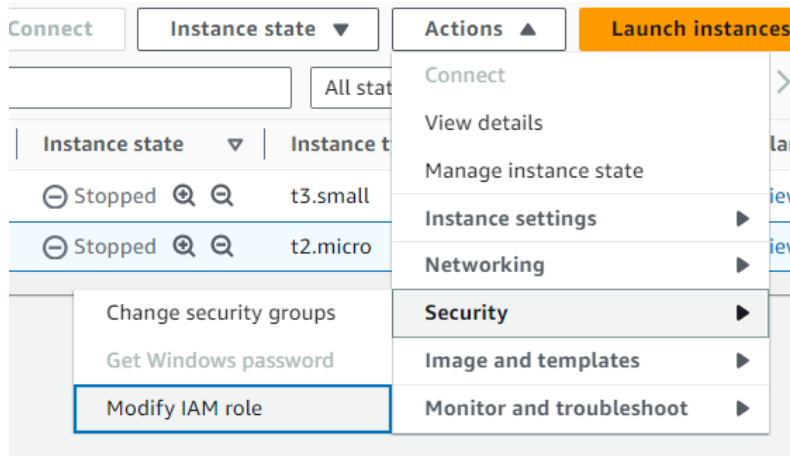 Connect Instance state Actions Launch instances
All stat
Connect
View details
Manage instance state
Instance settings
Networking
Security
Image and templates
Monitor and troubleshoot
Instance state Instance t
Stopped t3.small
Stopped t2.micro
Change security groups
Get Windows password
Modify IAM role